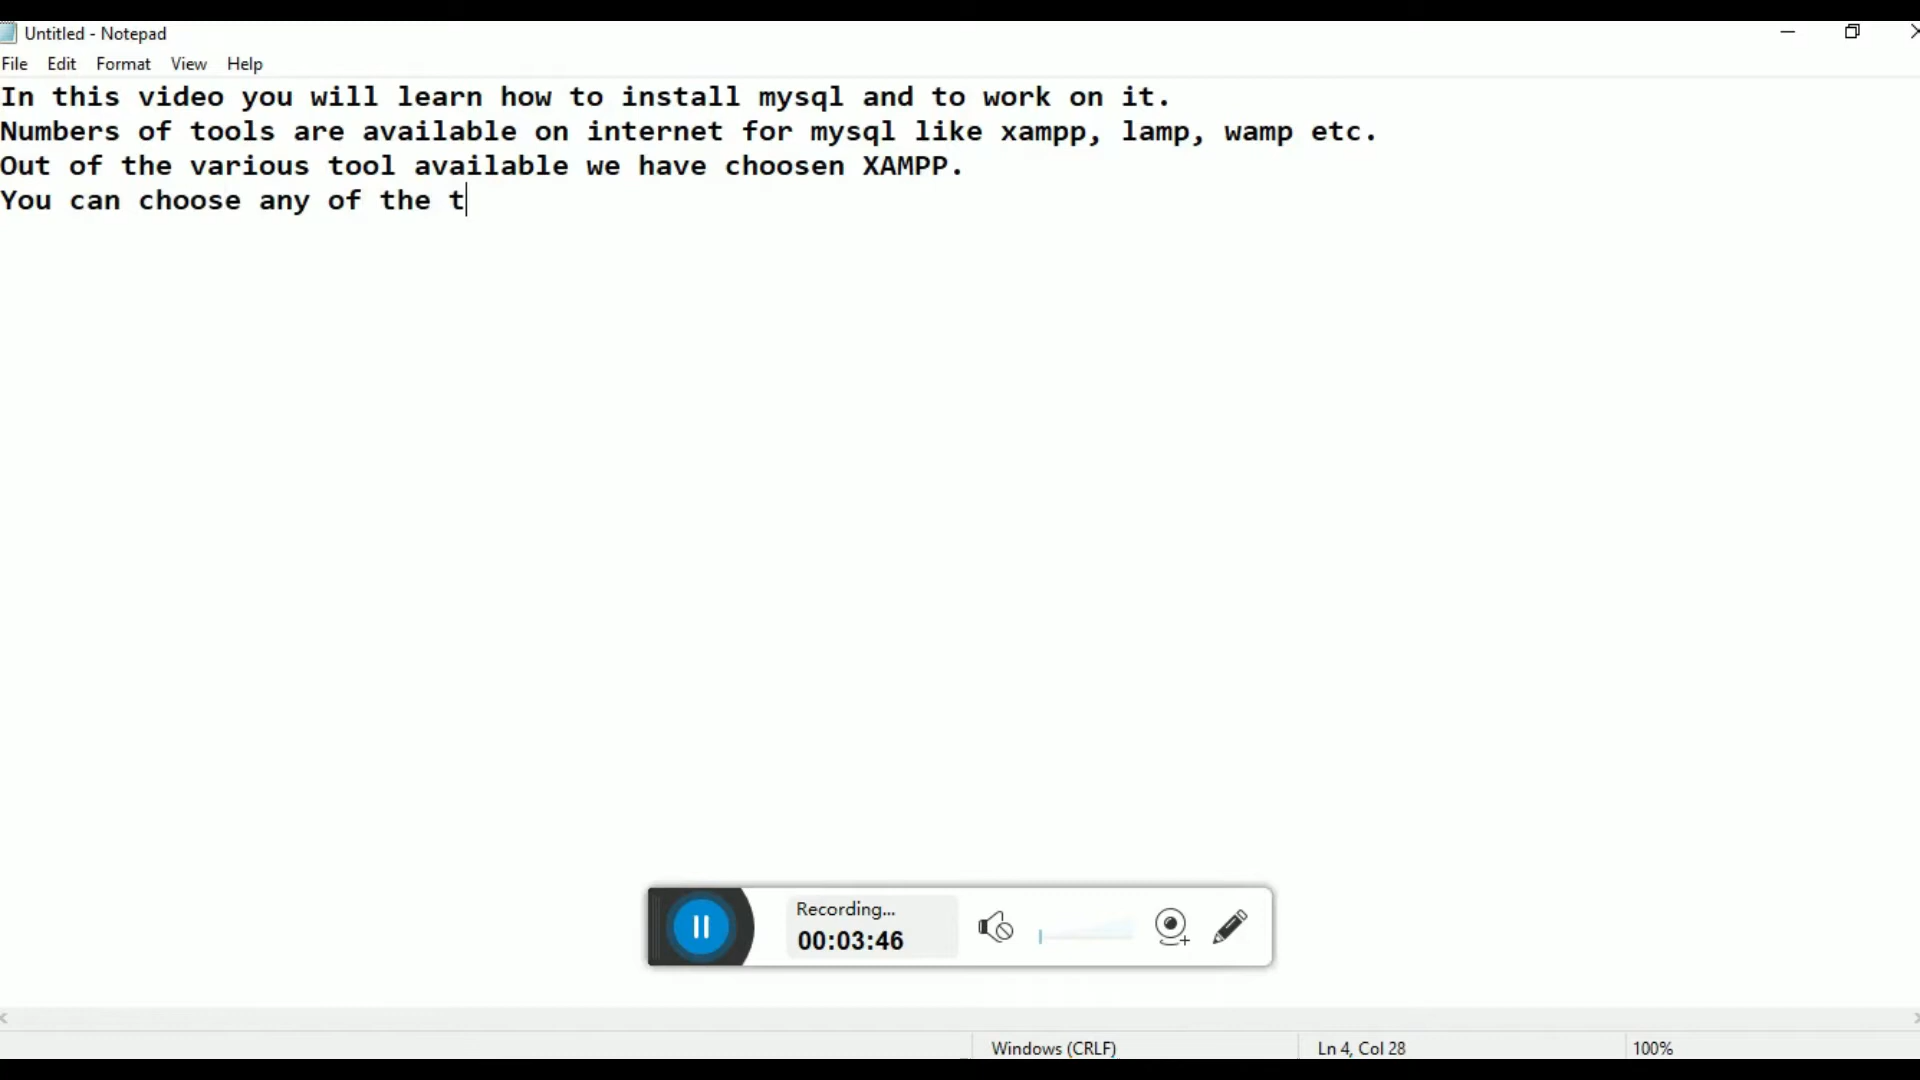 Untitled - Notepad
File Edit Format View Help
In this video you will learn how to install mysql and to work on it.
Numbers of tools are available on internet for mysql like xampp, lamp, wamp etc.
Out of the various tool available we have choosen XAMPP.
You can choose any of the t
Recording...
00:03:46
Windows (CRLF) Ln 4, Col 28 100%